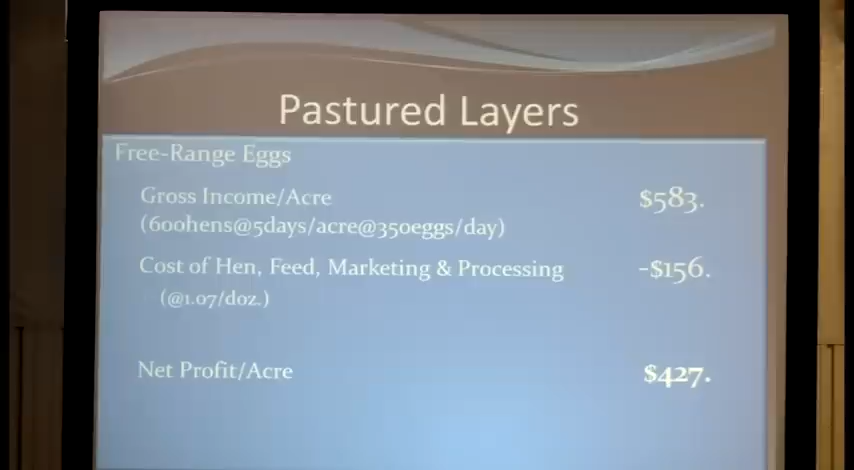 Pastured Layers
Free-Range Eggs
Gross Income/Acre $583.
(600hens@5days/acre@350eggs/day)
Cost of Hen, Feed, Marketing & Processing -$156.
(@1.07/doz.)
Net Profit/Acre $427.